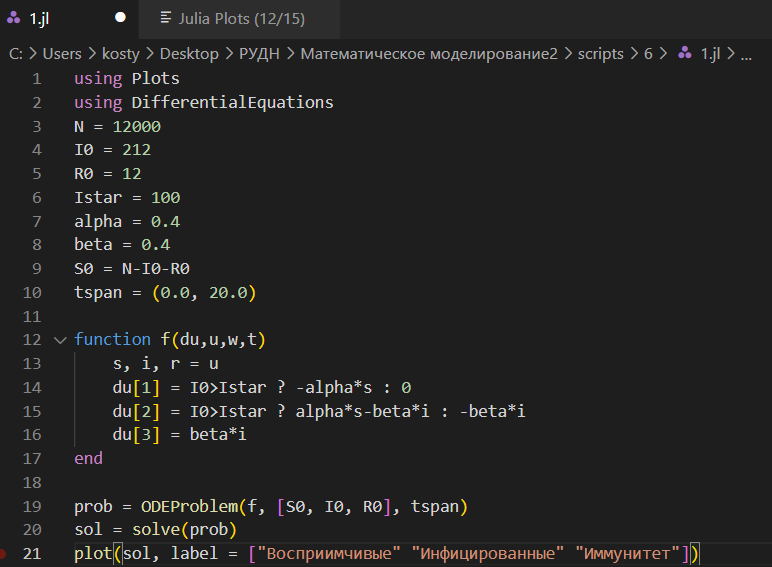 1.jl
Julia Plots (12/15)
C: > Users > kosty > Desktop > РУДН > Математическое моделирование2 > scripts > 6 > 1.jl > ...
1 using Plots
2 using DifferentialEquations
3 N = 12000
4 I0 = 212
5 R0 = 12
6 Istar = 100
7 alpha = 0.4
8 beta = 0.4
9 S0 = N-I0-R0
10 tspan = (0.0, 20.0)
11
12 function f(du,u,w,t)
13 s, i, r = u
14 du[1] = I0>Istar ? -alpha*s : 0
15 du[2] = I0>Istar ? alpha*s-beta*i : -beta*i
16 du[3] = beta*i
17 end
18
19 prob = ODEProblem(f, [S0, I0, R0], tspan)
20 sol = solve(prob)
21 plot(sol, label = ["Восприимчивые" "Инфицированные" "Иммунитет"])